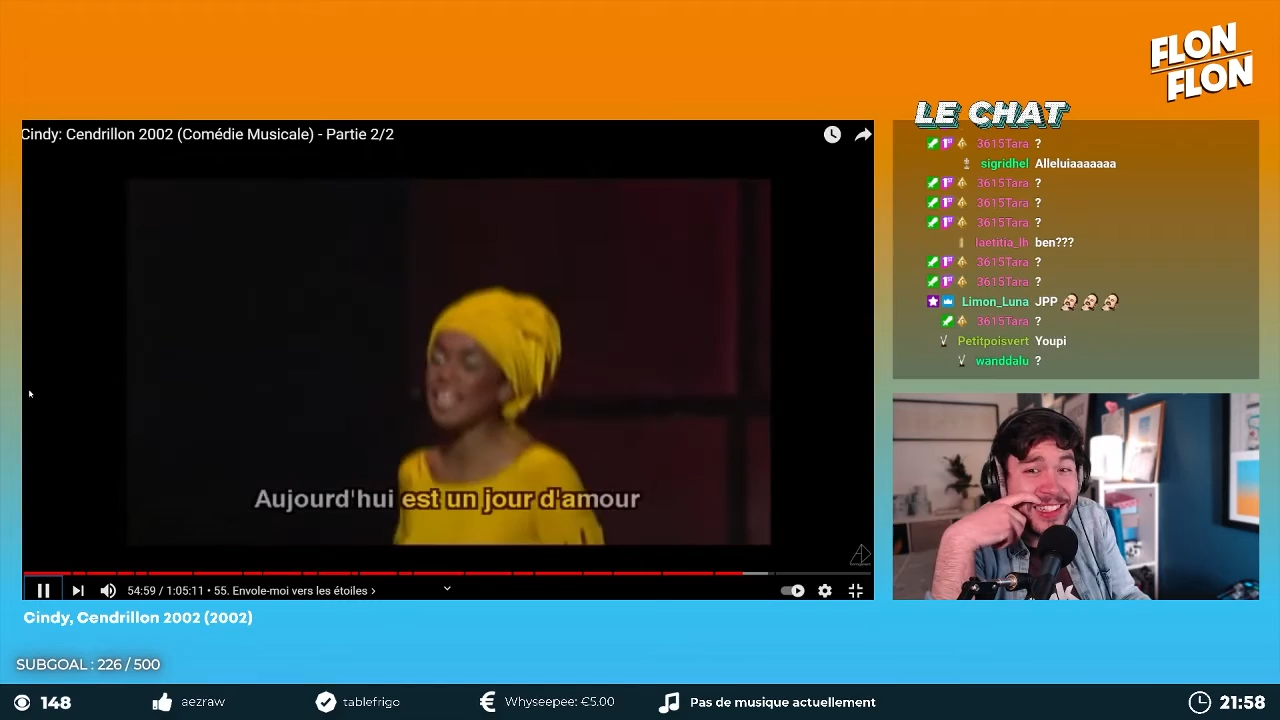 FLON
FLON
Cindy: Cendrillon 2002 (Comédie Musicale) - Partie 2/2
LE CHAT
3615Tara ?
sigridhel Alleluiaaaaaaa
3615Tara ?
3615Tara ?
3615Tara ?
laetitia_lh ben???
3615Tara ?
3615Tara ?
Limon_Luna JPP
3615Tara ?
Petitpoisvert Youpi
wanddalu ?
Aujourd'hui est un jour d'amour
54:59 / 1:05:11 • 55. Envole-moi vers les étoiles >
Cindy, Cendrillon 2002 (2002)
SUBGOAL : 226 / 500
148 aezraw tablefrigo € Whyseepee: €5.00 Pas de musique actuellement 21:58